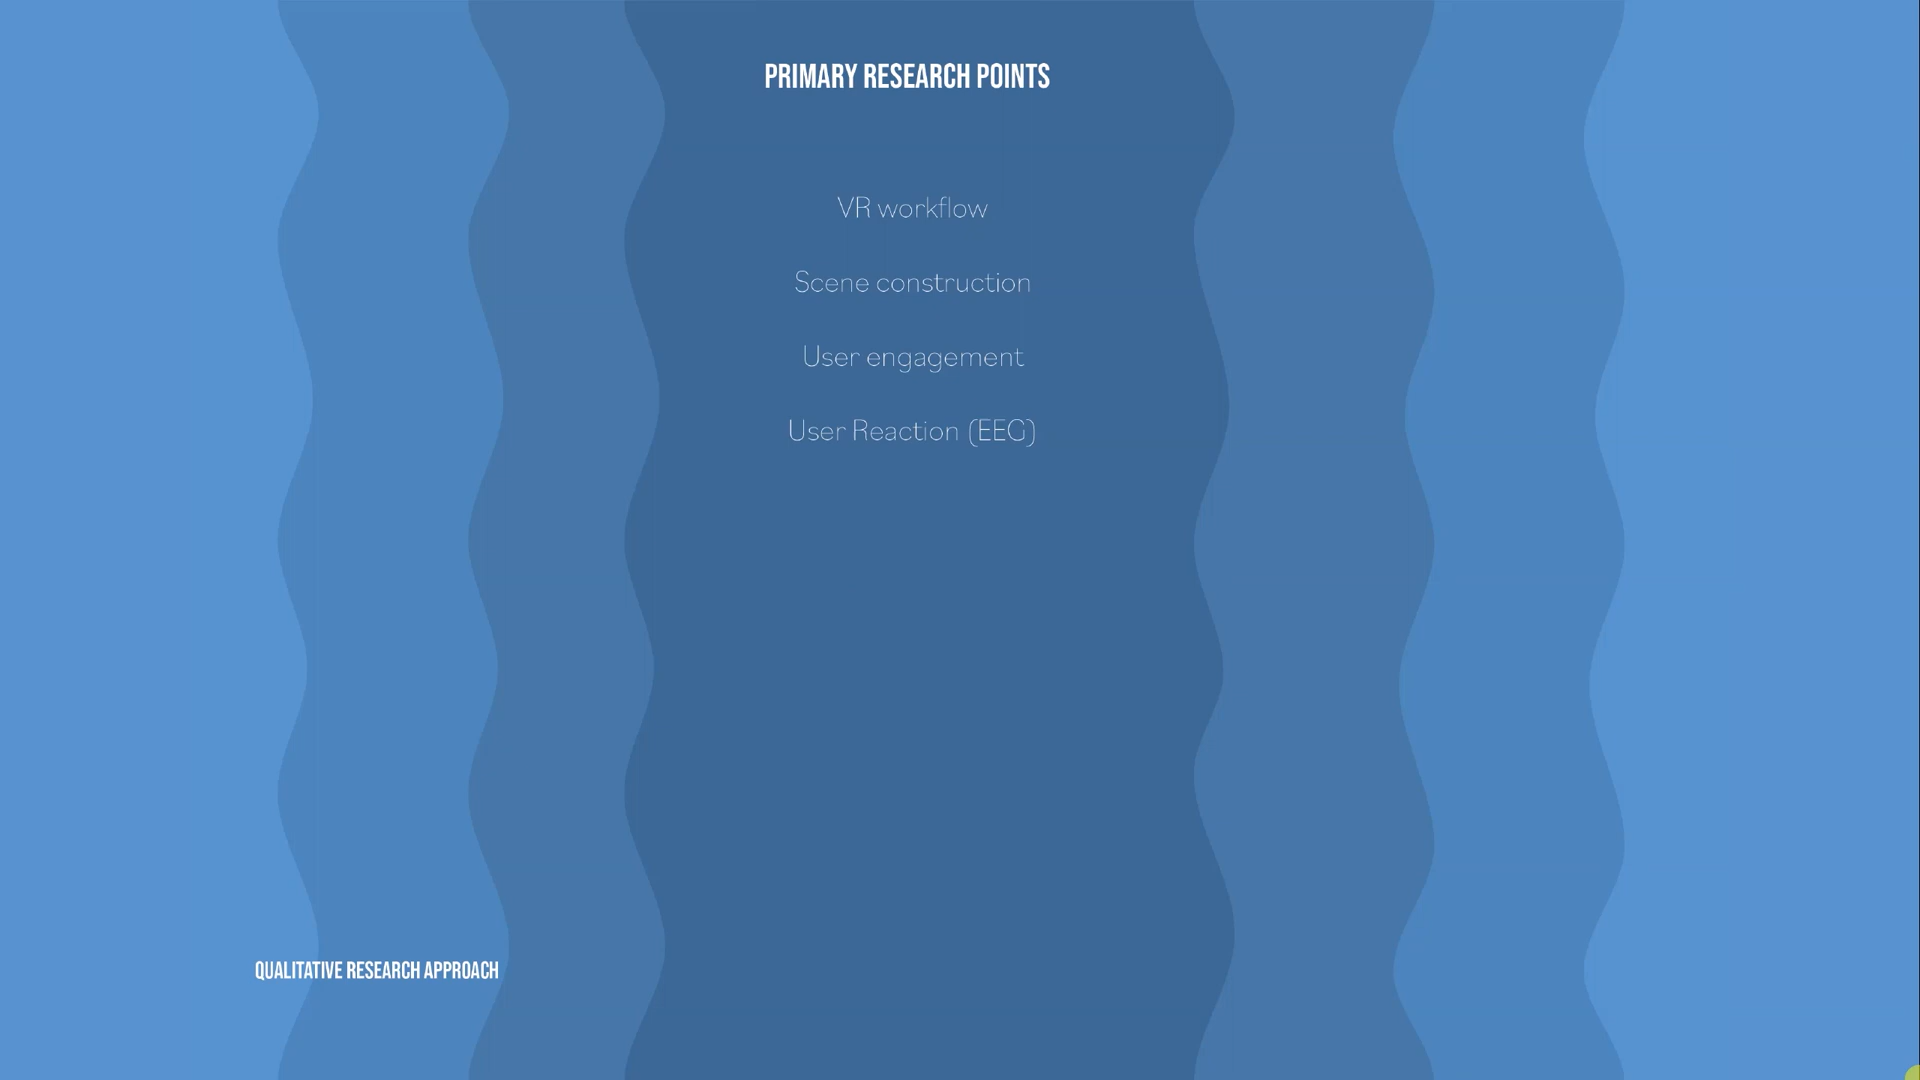 PRIMARY RESEARCH POINTS
VR workflow
Scene construction
User engagement
User Reaction (EEG)
QUALITATIVE RESEARCH APPROACH